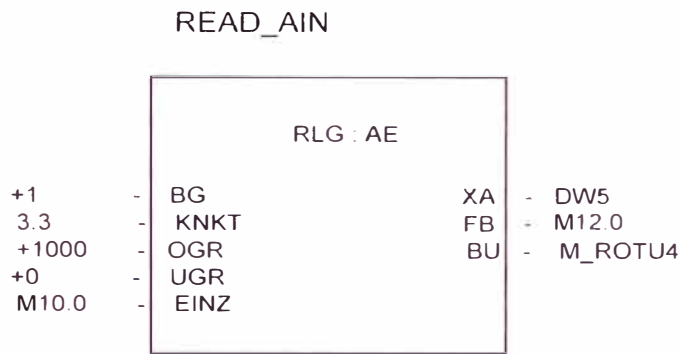 READ_AIN
RLG : AE
+1 - BG XA - DW5
3.3 - KNKT FB - M12.0
+1000 - OGR BU - M_ROTU4
+0 - UGR
M10.0 - EINZ